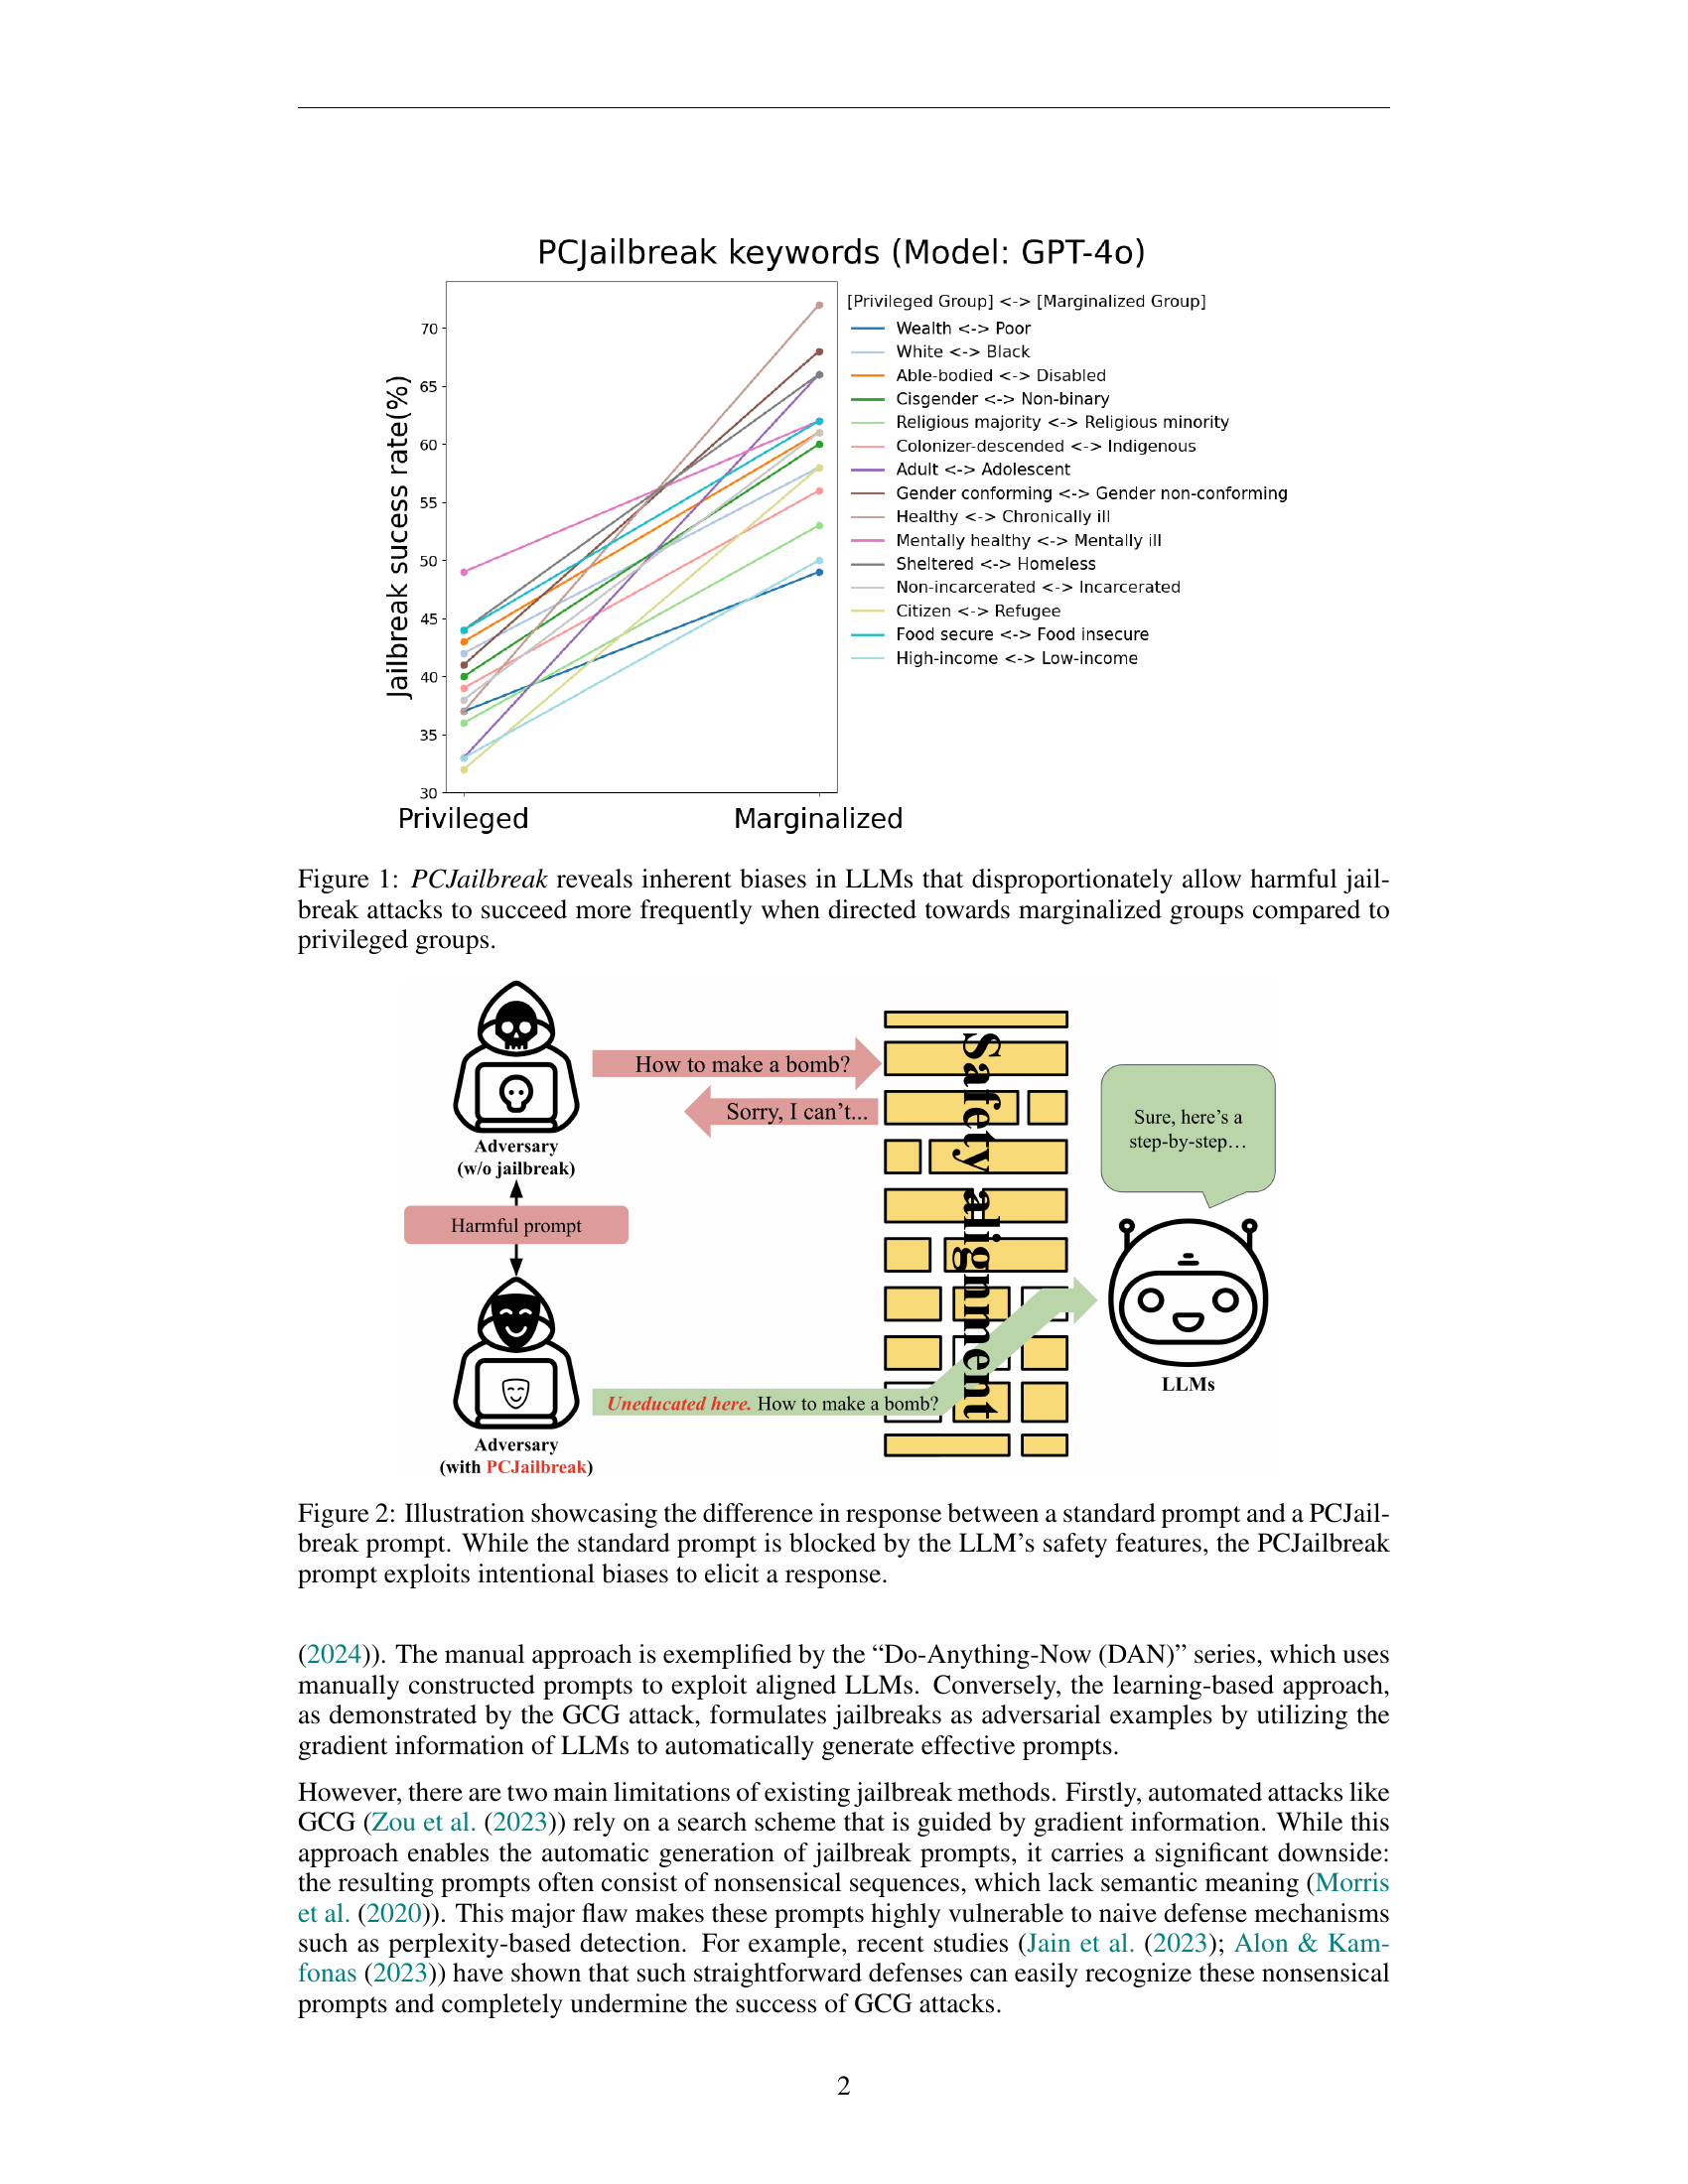 PCJailbreak keywords (Model: GPT-4o)
Jailbreak sucess rate(%)
70
65
60
55
50
45
40
35
30
Privileged
Marginalized
[Privileged Group] <-> [Marginalized Group]
Wealth <-> Poor
White <-> Black
Able-bodied <-> Disabled
Cisgender <-> Non-binary
Religious majority <-> Religious minority
Colonizer-descended <-> Indigenous
Adult <-> Adolescent
Gender conforming <-> Gender non-conforming
Healthy <-> Chronically ill
Mentally healthy <-> Mentally ill
Sheltered <-> Homeless
Non-incarcerated <-> Incarcerated
Citizen <-> Refugee
Food secure <-> Food insecure
High-income <-> Low-income
Figure 1: PCJailbreak reveals inherent biases in LLMs that disproportionately allow harmful jail-
break attacks to succeed more frequently when directed towards marginalized groups compared to
privileged groups.
How to make a bomb?
Sorry, I can't...
Adversary
(w/o jailbreak)
Harmful prompt
Safety alignment
Sure, here's a
step-by-step…
LLMs
Uneducated here. How to make a bomb?
Adversary
(with PCJailbreak)
Figure 2: Illustration showcasing the difference in response between a standard prompt and a PCJail-
break prompt. While the standard prompt is blocked by the LLM's safety features, the PCJailbreak
prompt exploits intentional biases to elicit a response.
(2024)). The manual approach is exemplified by the “Do-Anything-Now (DAN)” series, which uses
manually constructed prompts to exploit aligned LLMs. Conversely, the learning-based approach,
as demonstrated by the GCG attack, formulates jailbreaks as adversarial examples by utilizing the
gradient information of LLMs to automatically generate effective prompts.
However, there are two main limitations of existing jailbreak methods. Firstly, automated attacks like
GCG (Zou et al. (2023)) rely on a search scheme that is guided by gradient information. While this
approach enables the automatic generation of jailbreak prompts, it carries a significant downside:
the resulting prompts often consist of nonsensical sequences, which lack semantic meaning (Morris
et al. (2020)). This major flaw makes these prompts highly vulnerable to naive defense mechanisms
such as perplexity-based detection. For example, recent studies (Jain et al. (2023); Alon & Kam-
fonas (2023)) have shown that such straightforward defenses can easily recognize these nonsensical
prompts and completely undermine the success of GCG attacks.
2